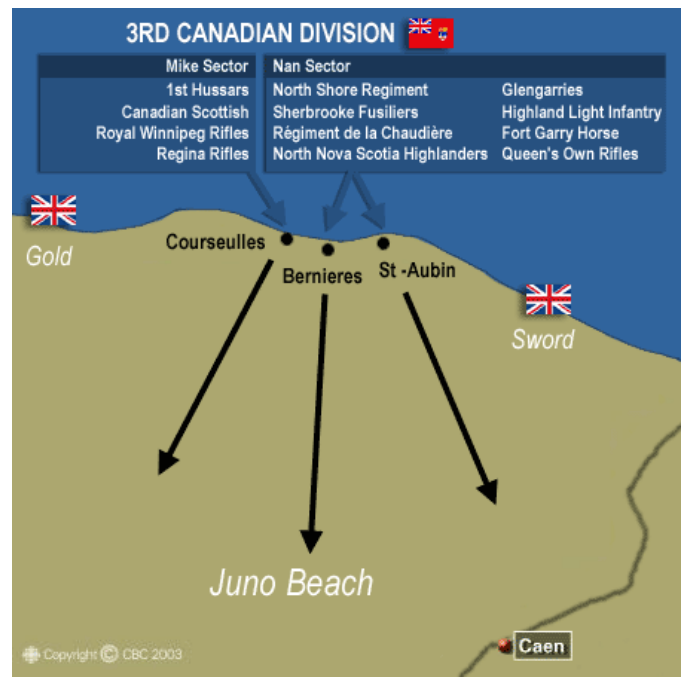 3RD CANADIAN DIVISION
Mike Sector
1st Hussars
Canadian Scottish
Royal Winnipeg Rifles
Regina Rifles
Nan Sector
North Shore Regiment
Sherbrooke Fusiliers
Régiment de la Chaudière
North Nova Scotia Highlanders
Glengarries
Highland Light Infantry
Fort Garry Horse
Queen's Own Rifles
Gold
Courseulles
Bernieres
St -Aubin
Sword
Juno Beach
Caen
Copyright © CBC 2003